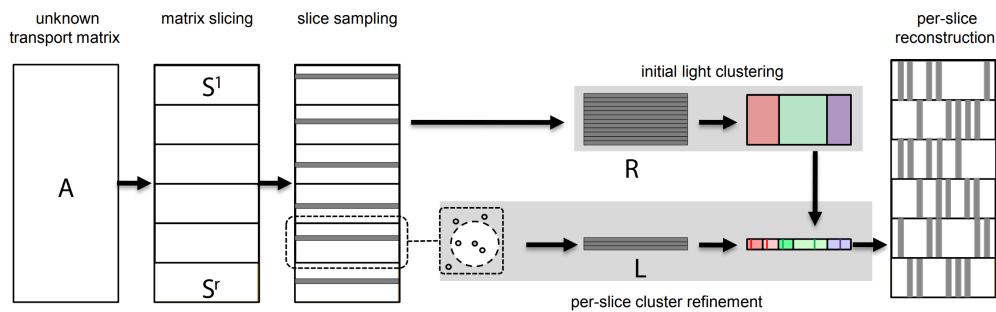 unknown
transport matrix
matrix slicing
slice sampling
per-slice
reconstruction
initial light clustering
A
S1
Sr
R
L
per-slice cluster refinement